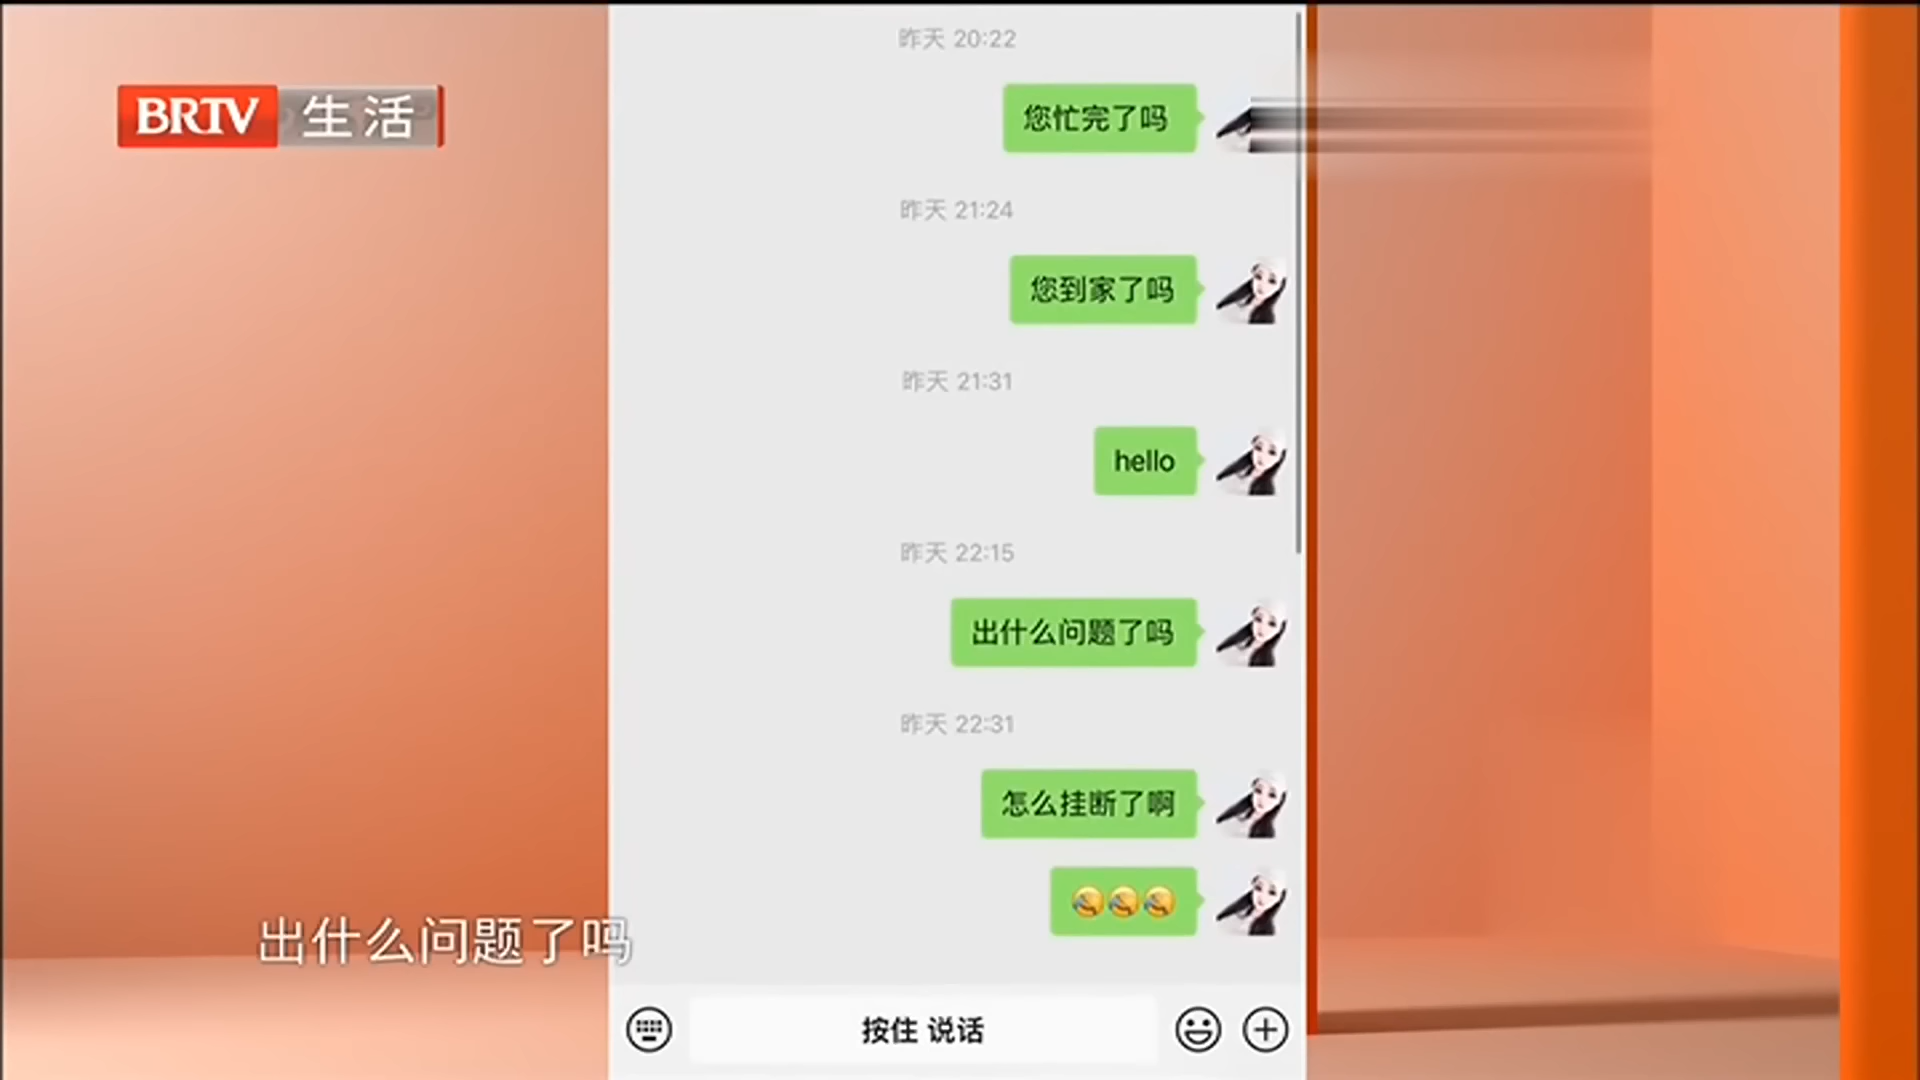 BRTV 生活
昨天 20:22
您忙完了吗
昨天 21:24
您到家了吗
昨天 21:31
hello
昨天 22:15
出什么问题了吗
昨天 22:31
怎么挂断了啊
出什么问题了吗
按住 说话